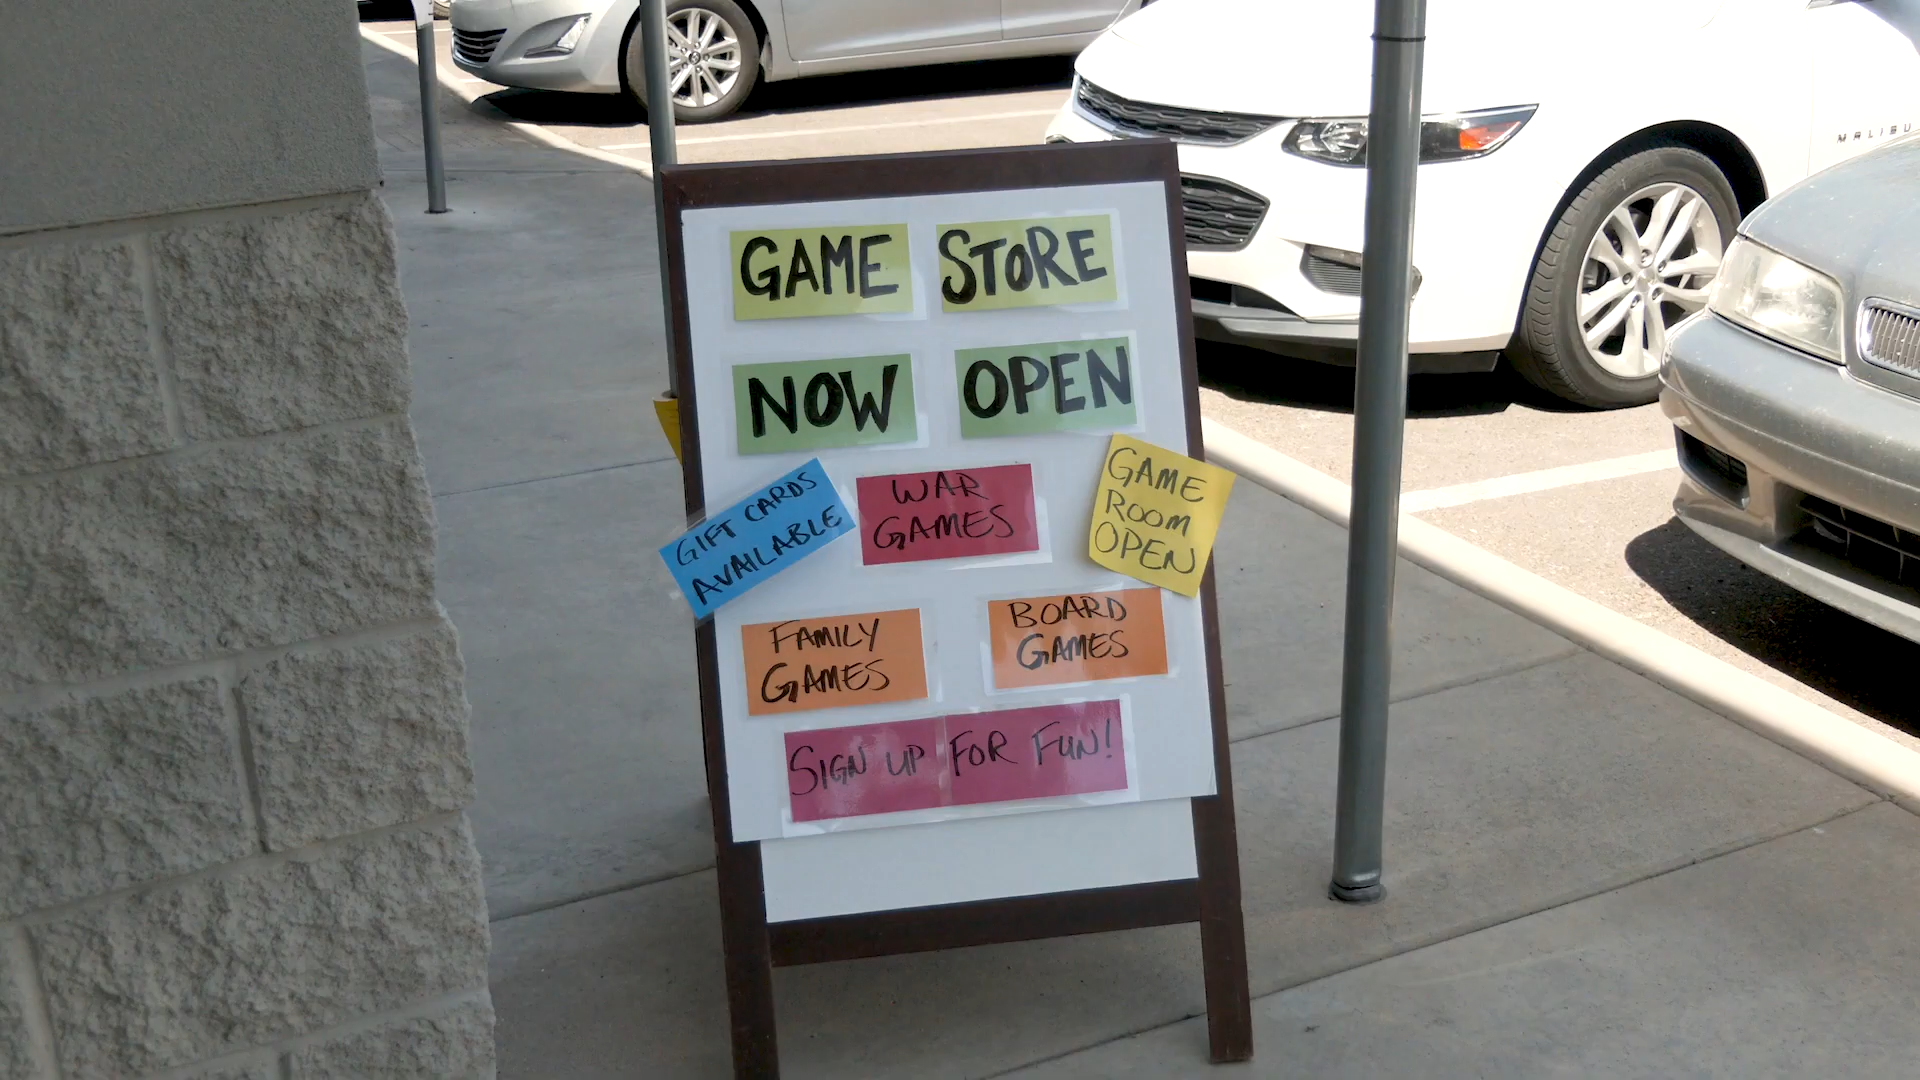 GAME STORE
NOW OPEN
GIFT CARDS
AVAILABLE
WAR
GAMES
GAME
ROOM
OPEN
FAMILY
GAMES
BOARD
GAMES
SIGN UP FOR FUN!
MALIBU